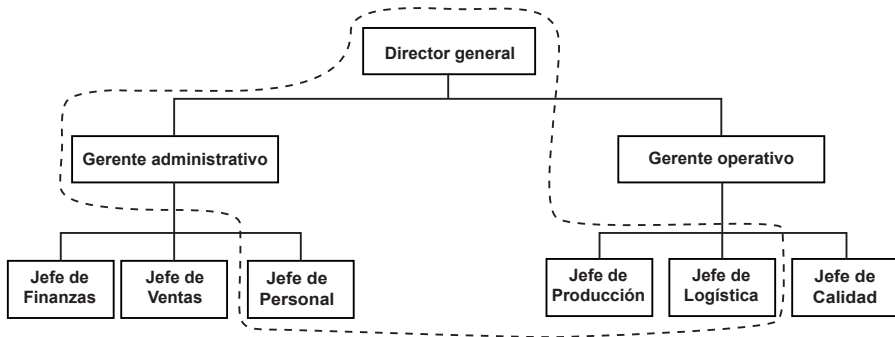 Director general
Gerente administrativo
Gerente operativo
Jefe de
Finanzas
Jefe de
Ventas
Jefe de
Personal
Jefe de
Producción
Jefe de
Logística
Jefe de
Calidad